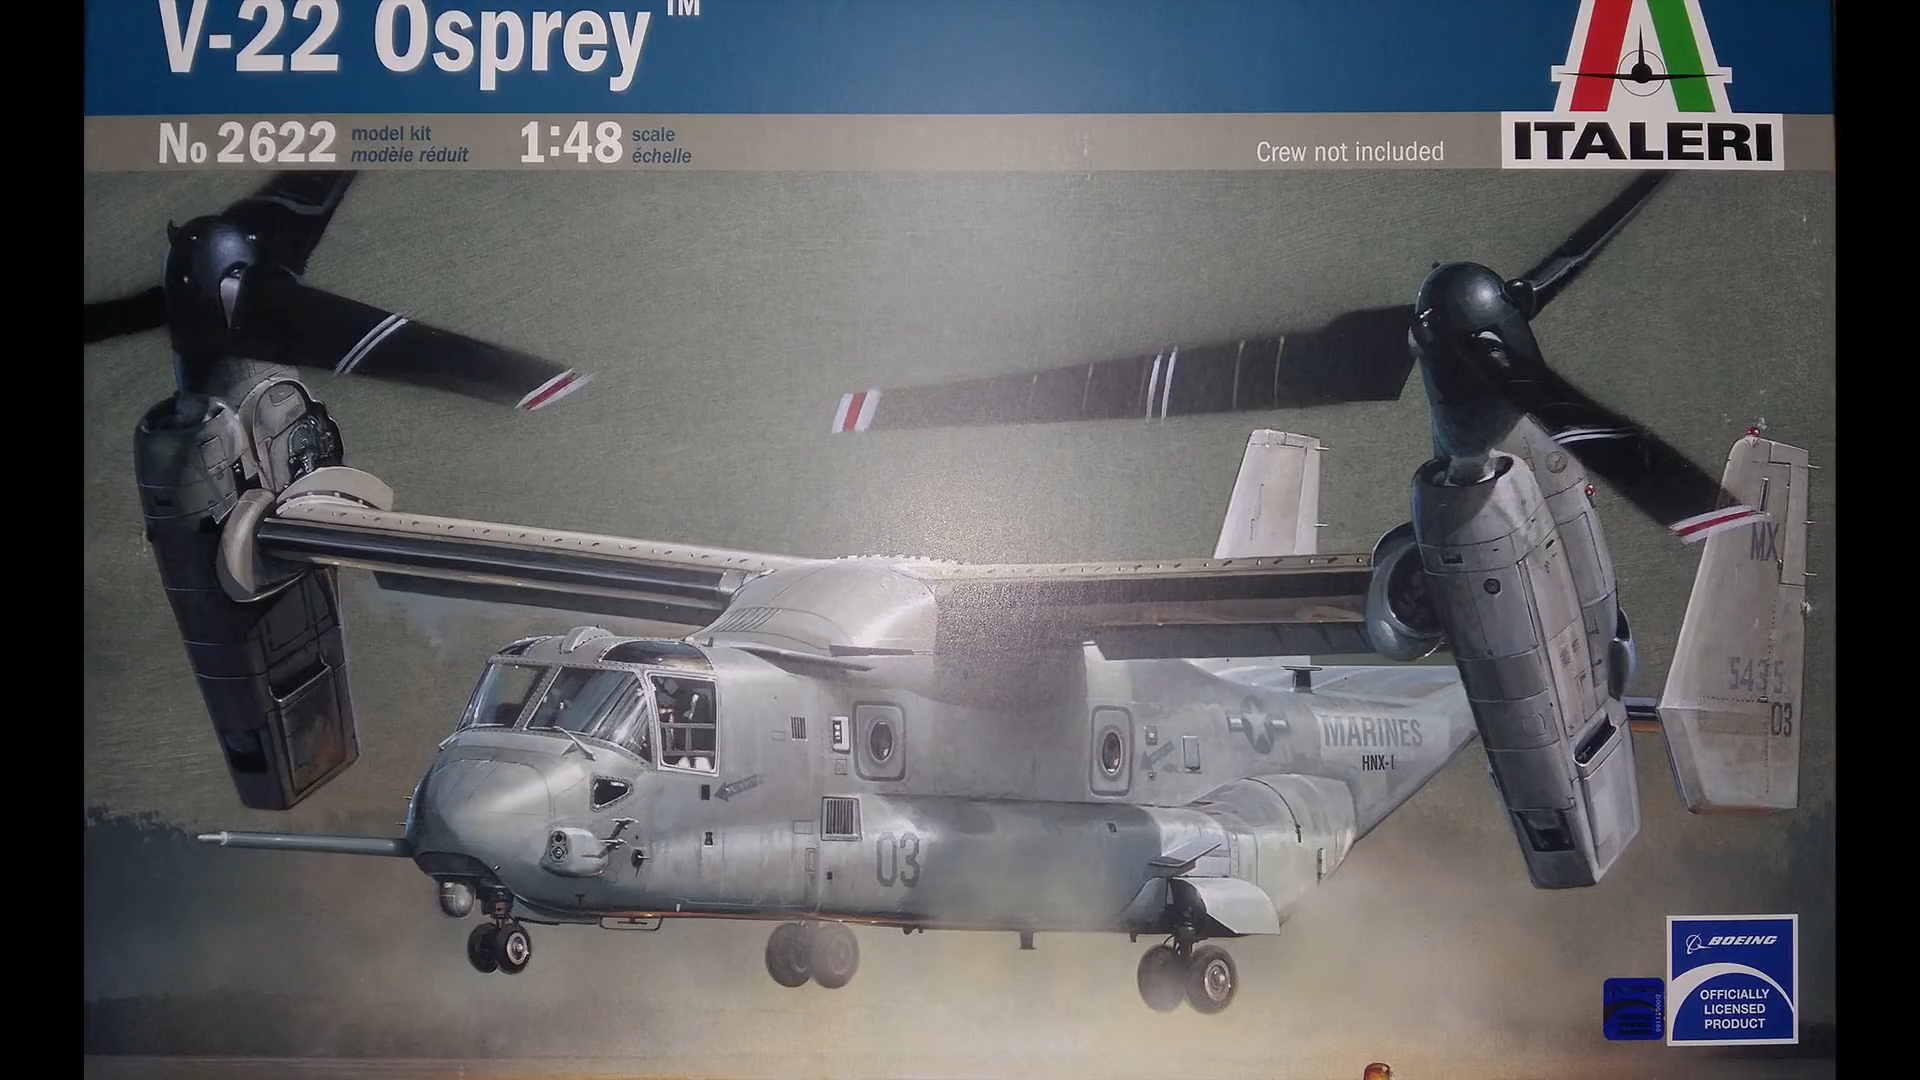 V-22 Osprey™
No 2622 model kit modèle réduit 1:48 scale échelle
Crew not included
ITALERI
MX
5435
03
MARINES
HNX-1
03
BOEING
OFFICIALLY
LICENSED
PRODUCT